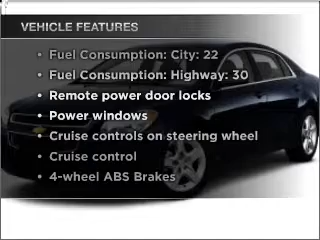 VEHICLE FEATURES
• Fuel Consumption: City: 22
• Fuel Consumption: Highway: 30
• Remote power door locks
• Power windows
• Cruise controls on steering wheel
• Cruise control
• 4-wheel ABS Brakes